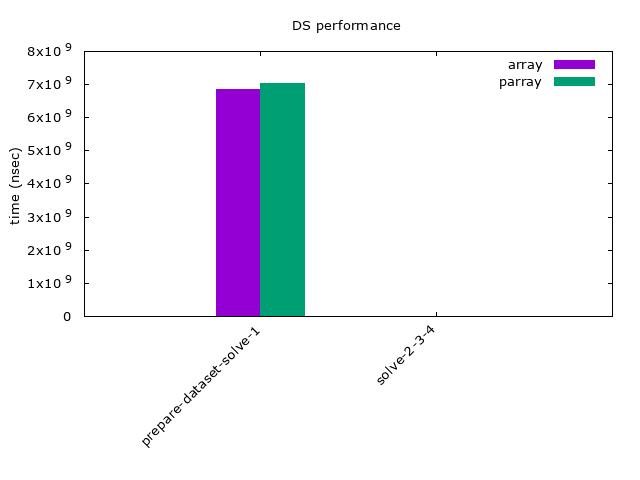 DS performance
8x10^9
7x10^9
6x10^9
5x10^9
4x10^9
3x10^9
2x10^9
1x10^9
0
time (nsec)
array
parray
prepare-dataset-solve-1
solve-2-3-4